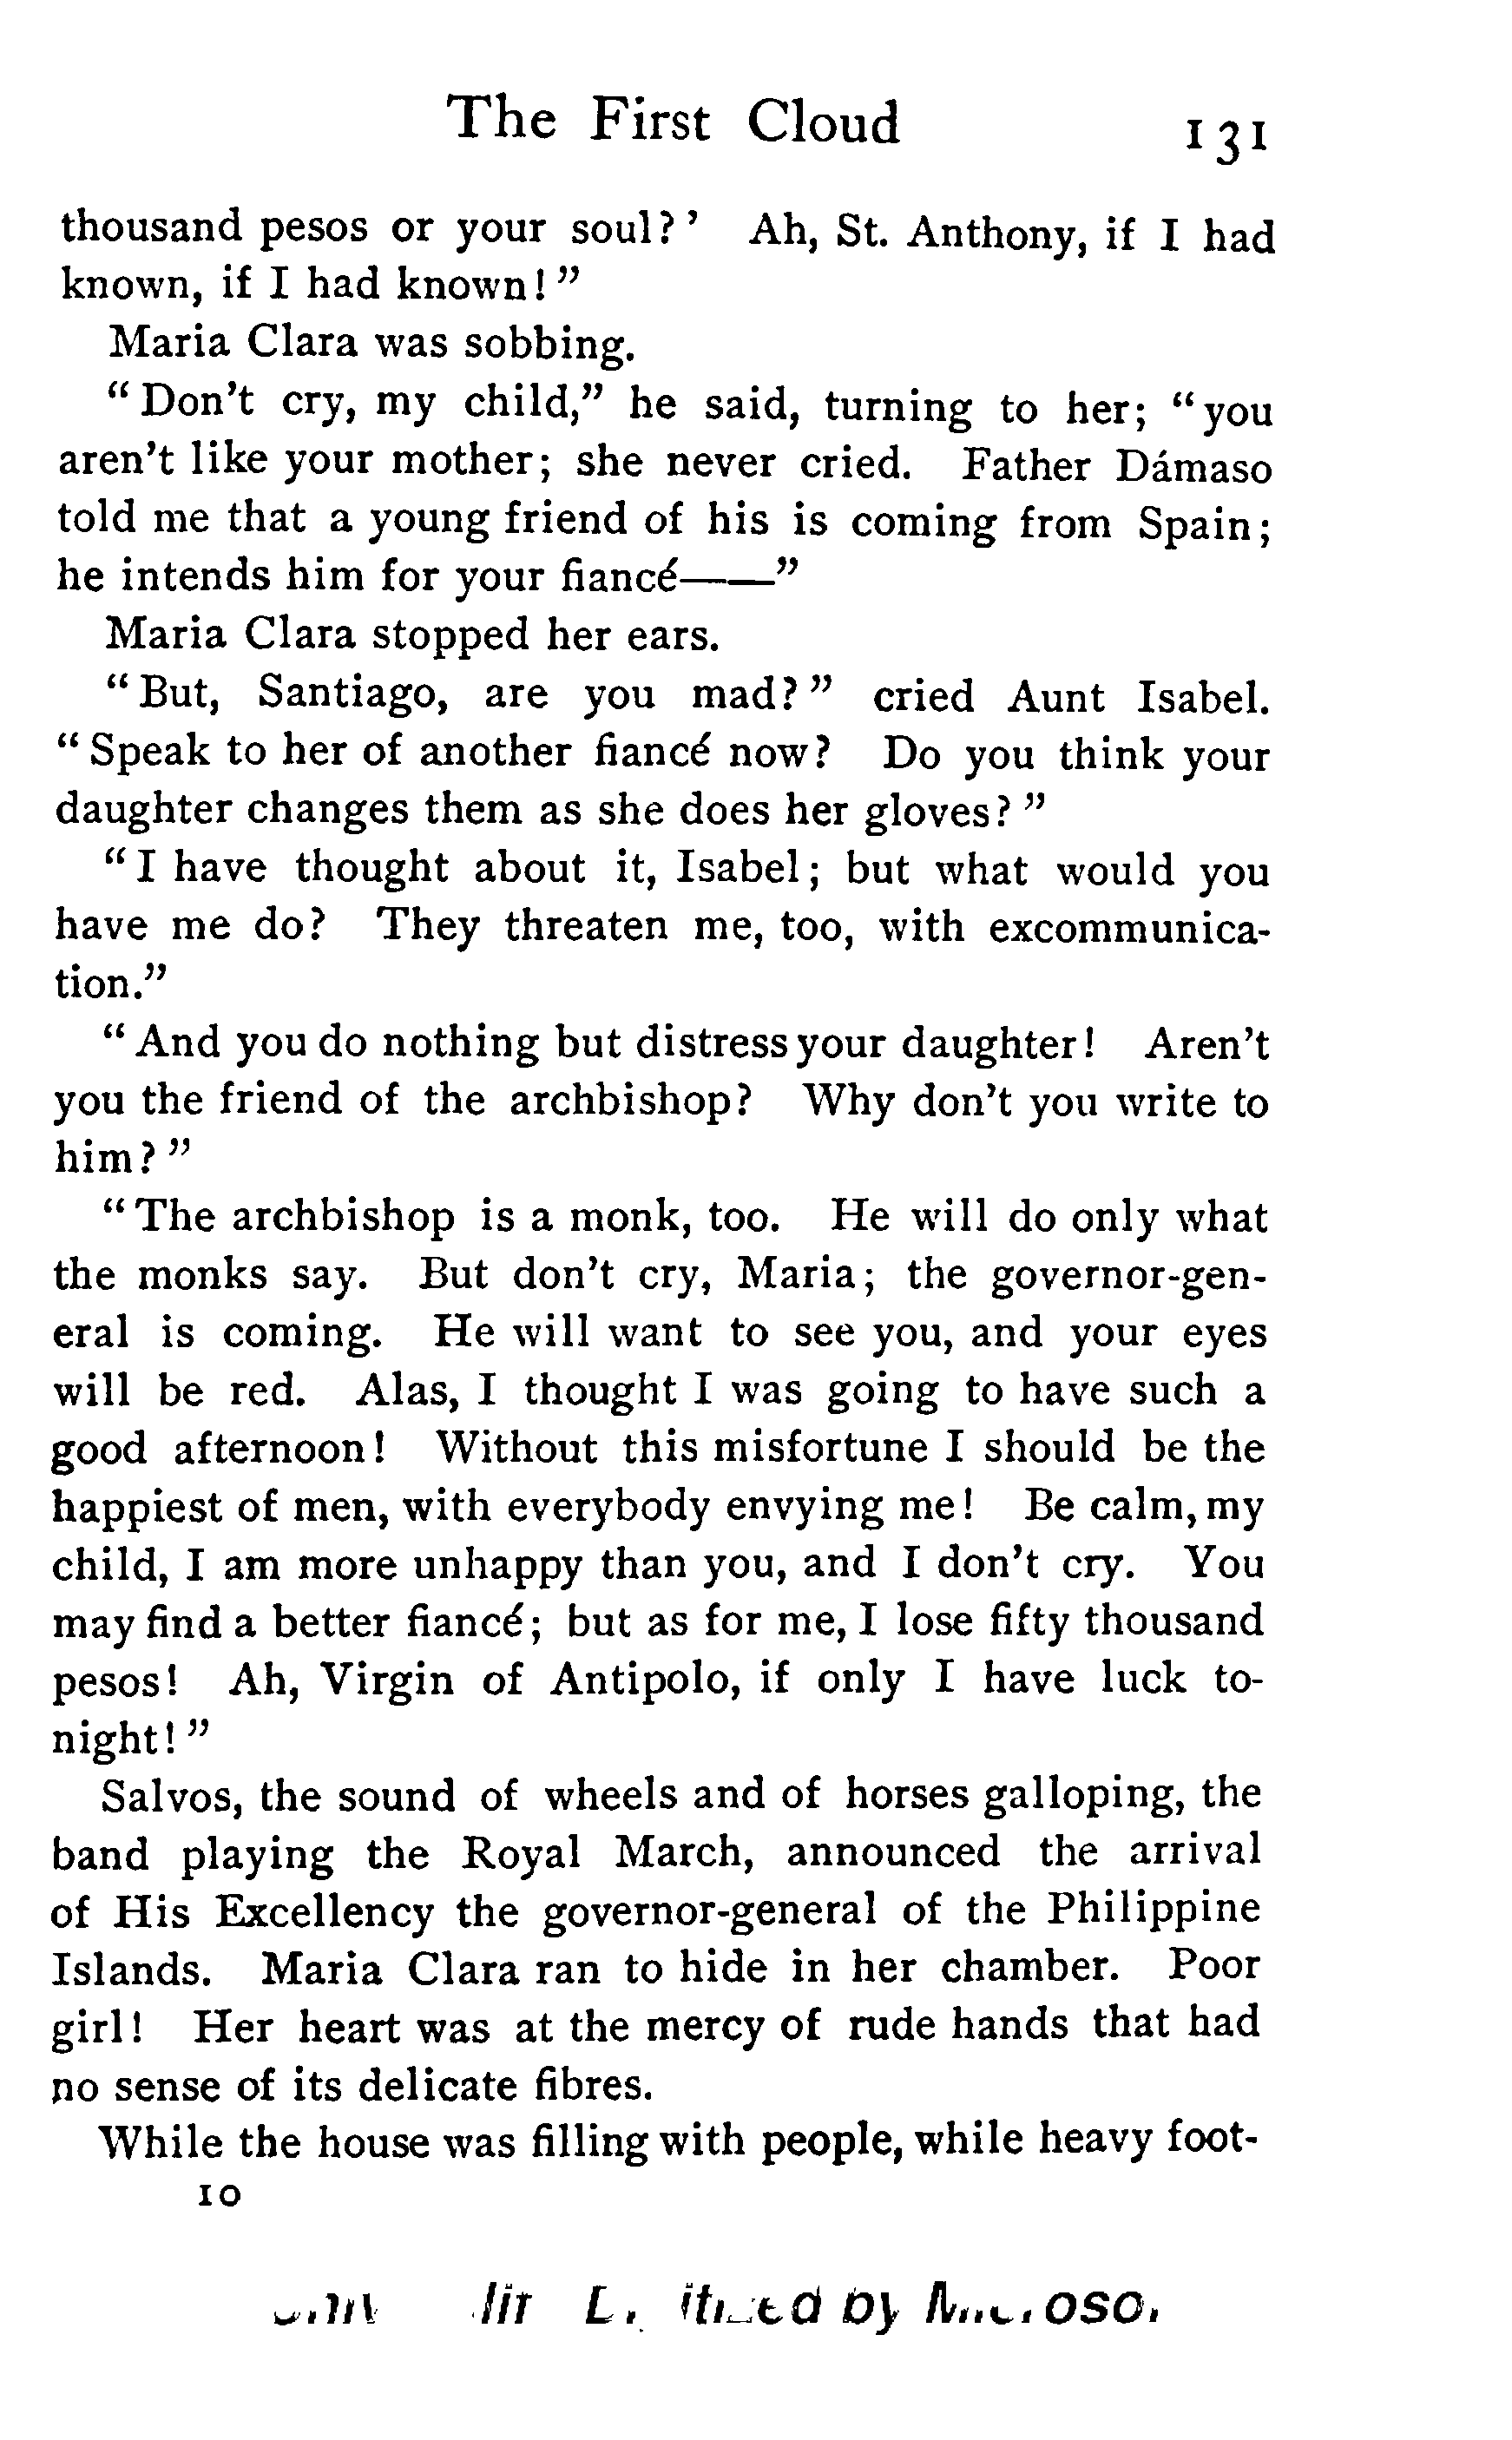 The First Cloud 131
thousand pesos or your soul?' Ah, St. Anthony, if I had
known, if I had known!"
Maria Clara was sobbing.
"Don't cry, my child," he said, turning to her; "you
aren't like your mother; she never cried. Father Dámaso
told me that a young friend of his is coming from Spain;
he intends him for your fiancé——"
Maria Clara stopped her ears.
"But, Santiago, are you mad?" cried Aunt Isabel.
"Speak to her of another fiancé now? Do you think your
daughter changes them as she does her gloves?"
"I have thought about it, Isabel; but what would you
have me do? They threaten me, too, with excommunica-
tion."
"And you do nothing but distress your daughter! Aren't
you the friend of the archbishop? Why don't you write to
him?"
"The archbishop is a monk, too. He will do only what
the monks say. But don't cry, Maria; the governor-gen-
eral is coming. He will want to see you, and your eyes
will be red. Alas, I thought I was going to have such a
good afternoon! Without this misfortune I should be the
happiest of men, with everybody envying me! Be calm, my
child, I am more unhappy than you, and I don't cry. You
may find a better fiancé; but as for me, I lose fifty thousand
pesos! Ah, Virgin of Antipolo, if only I have luck to-
night!"
Salvos, the sound of wheels and of horses galloping, the
band playing the Royal March, announced the arrival
of His Excellency the governor-general of the Philippine
Islands. Maria Clara ran to hide in her chamber. Poor
girl! Her heart was at the mercy of rude hands that had
no sense of its delicate fibres.
While the house was filling with people, while heavy foot-
10
by